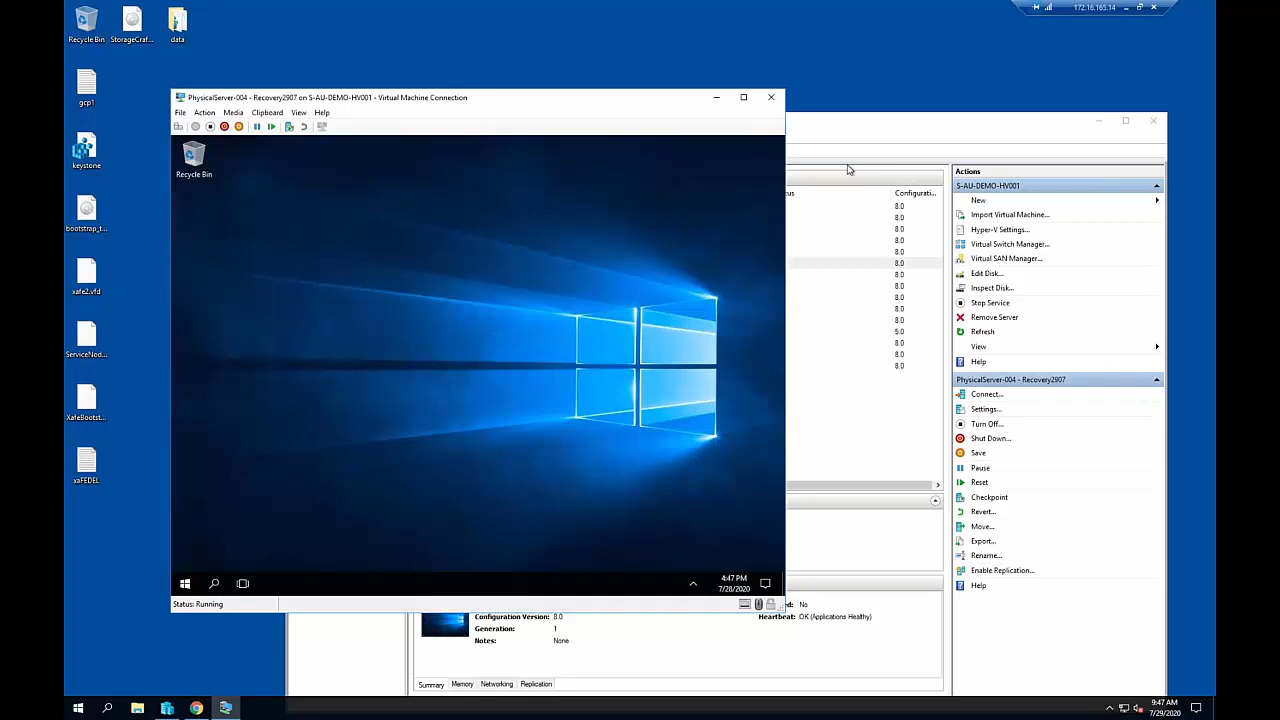 172.16.165.14
Recycle Bin
StorageCraf...
data
gcp1
keystone
bootstrap_t...
xafe2.vfd
ServiceNod...
XafeBootst...
xaFEDEL
PhysicalServer-004 - Recovery2907 on S-AU-DEMO-HV001 - Virtual Machine Connection
File Action Media Clipboard View Help
Recycle Bin
4:47 PM
7/28/2020
Status: Running
Configurati...
8.0
8.0
8.0
8.0
8.0
8.0
8.0
8.0
8.0
8.0
8.0
5.0
8.0
8.0
8.0
Configuration Version: 8.0
Generation: 1
Notes: None
No
Heartbeat: OK (Applications Healthy)
Summary Memory Networking Replication
Actions
S-AU-DEMO-HV001
New
Import Virtual Machine...
Hyper-V Settings...
Virtual Switch Manager...
Virtual SAN Manager...
Edit Disk...
Inspect Disk...
Stop Service
Remove Server
Refresh
View
Help
PhysicalServer-004 - Recovery2907
Connect...
Settings...
Turn Off...
Shut Down...
Save
Pause
Reset
Checkpoint
Revert...
Move...
Export...
Rename...
Enable Replication...
Help
9:47 AM
7/29/2020